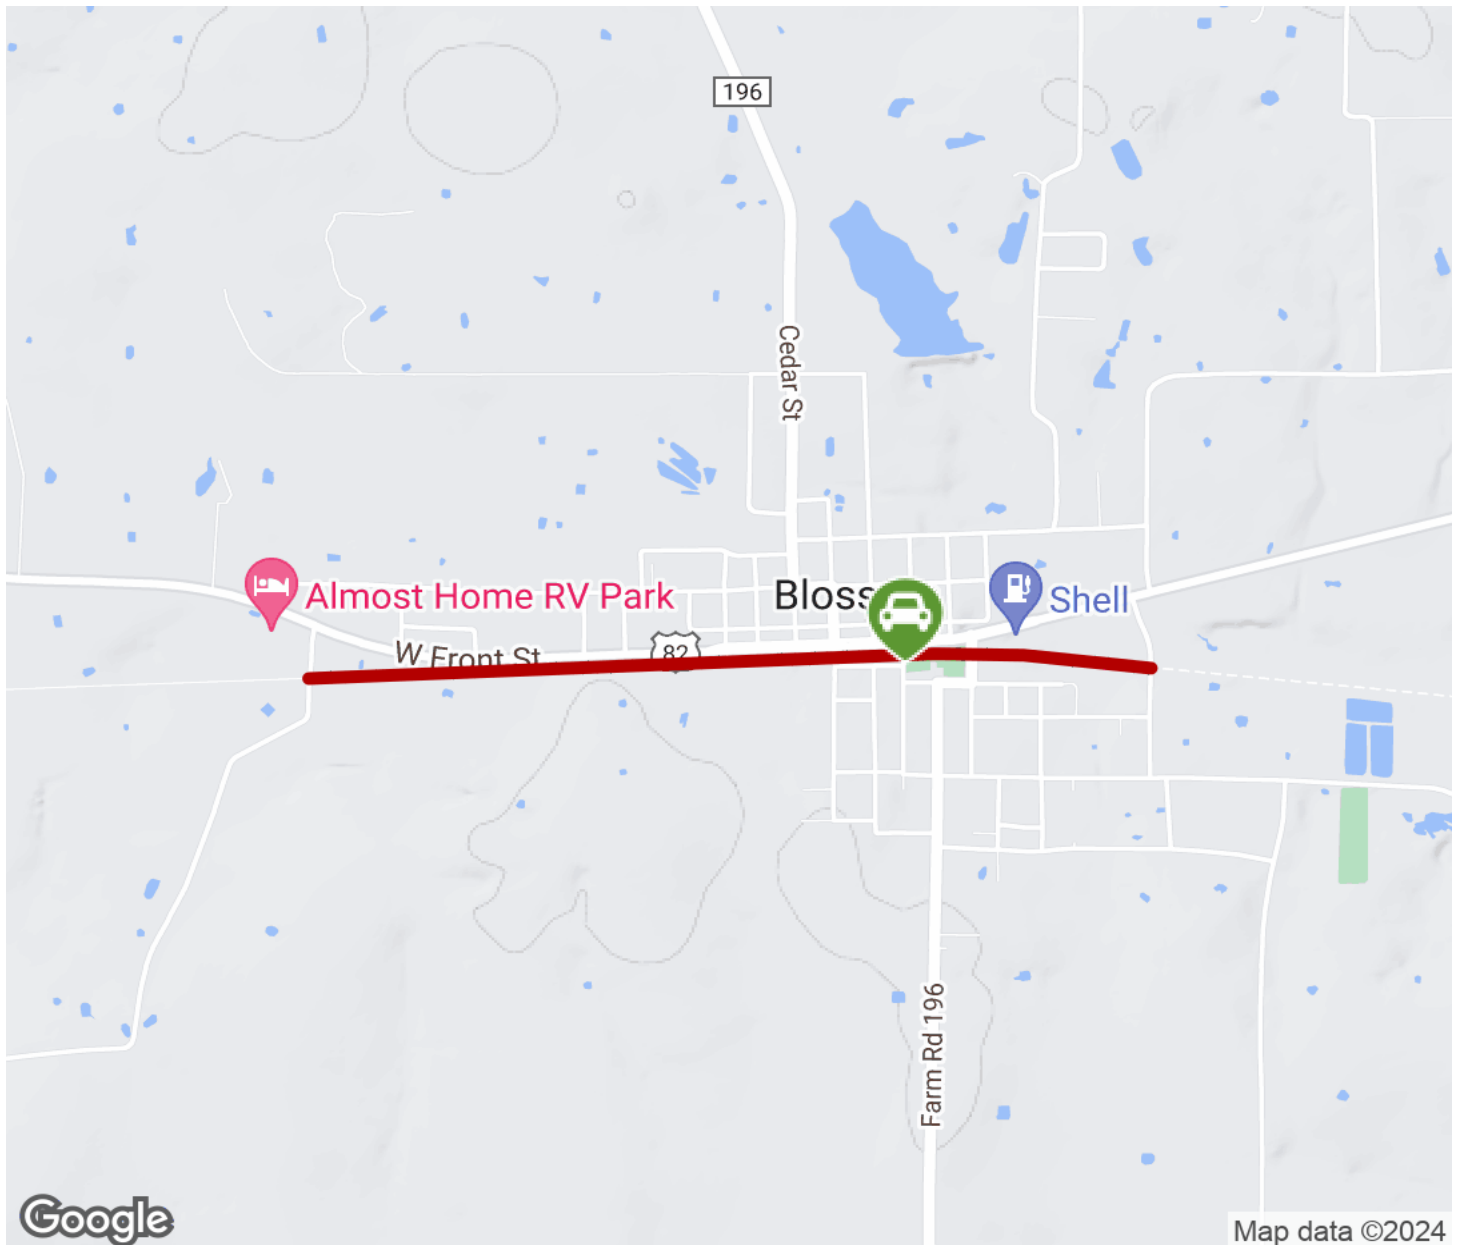 196
Cedar St
Almost Home RV Park
Bloss
Shell
W Front St
82
Farm Rd 196
Google
Map data ©2024